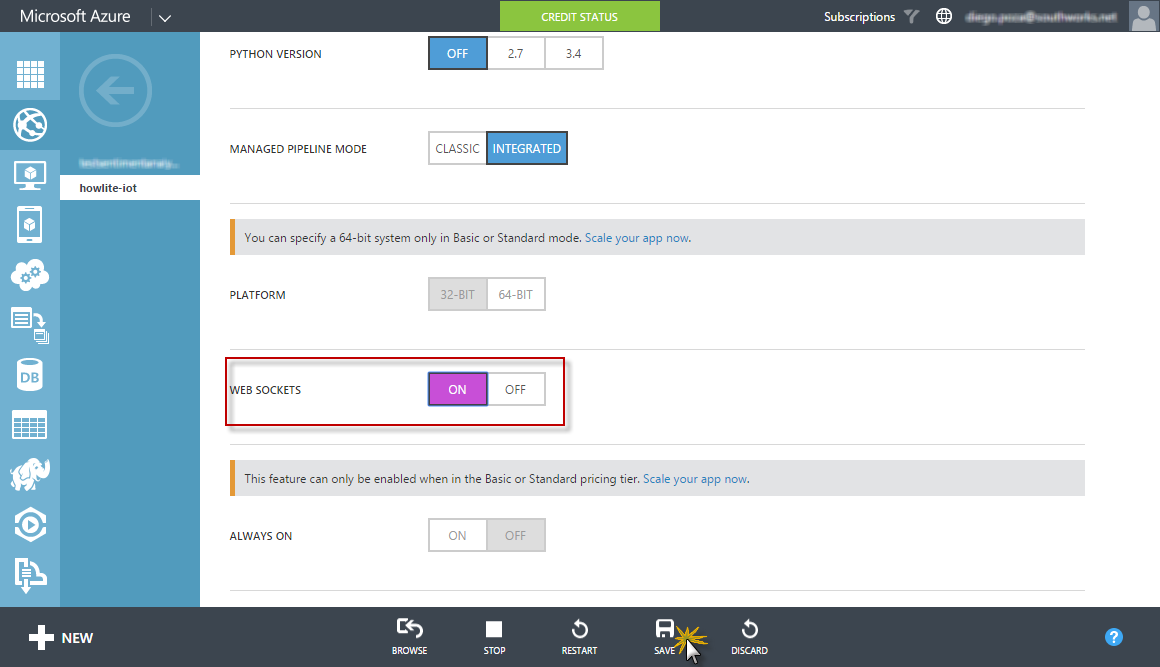 Microsoft Azure
CREDIT STATUS
Subscriptions
PYTHON VERSION
OFF
2.7
3.4
MANAGED PIPELINE MODE
CLASSIC
INTEGRATED
howlite-iot
You can specify a 64-bit system only in Basic or Standard mode. Scale your app now.
PLATFORM
32-BIT
64-BIT
WEB SOCKETS
ON
OFF
DB
This feature can only be enabled when in the Basic or Standard pricing tier. Scale your app now.
ALWAYS ON
ON
OFF
NEW
BROWSE
STOP
RESTART
SAVE
DISCARD
?